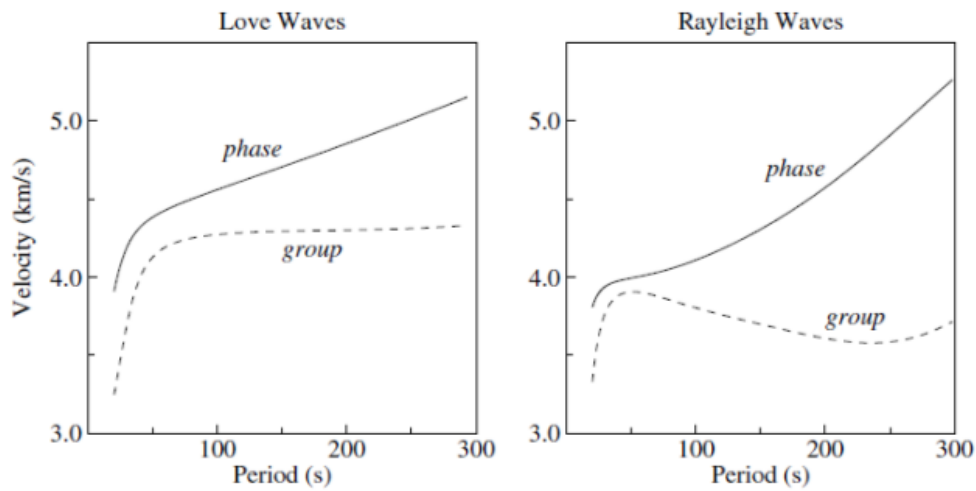 Love Waves
Rayleigh Waves
Velocity (km/s)
5.0
4.0
3.0
phase
group
100
200
300
Period (s)
5.0
4.0
3.0
phase
group
100
200
300
Period (s)